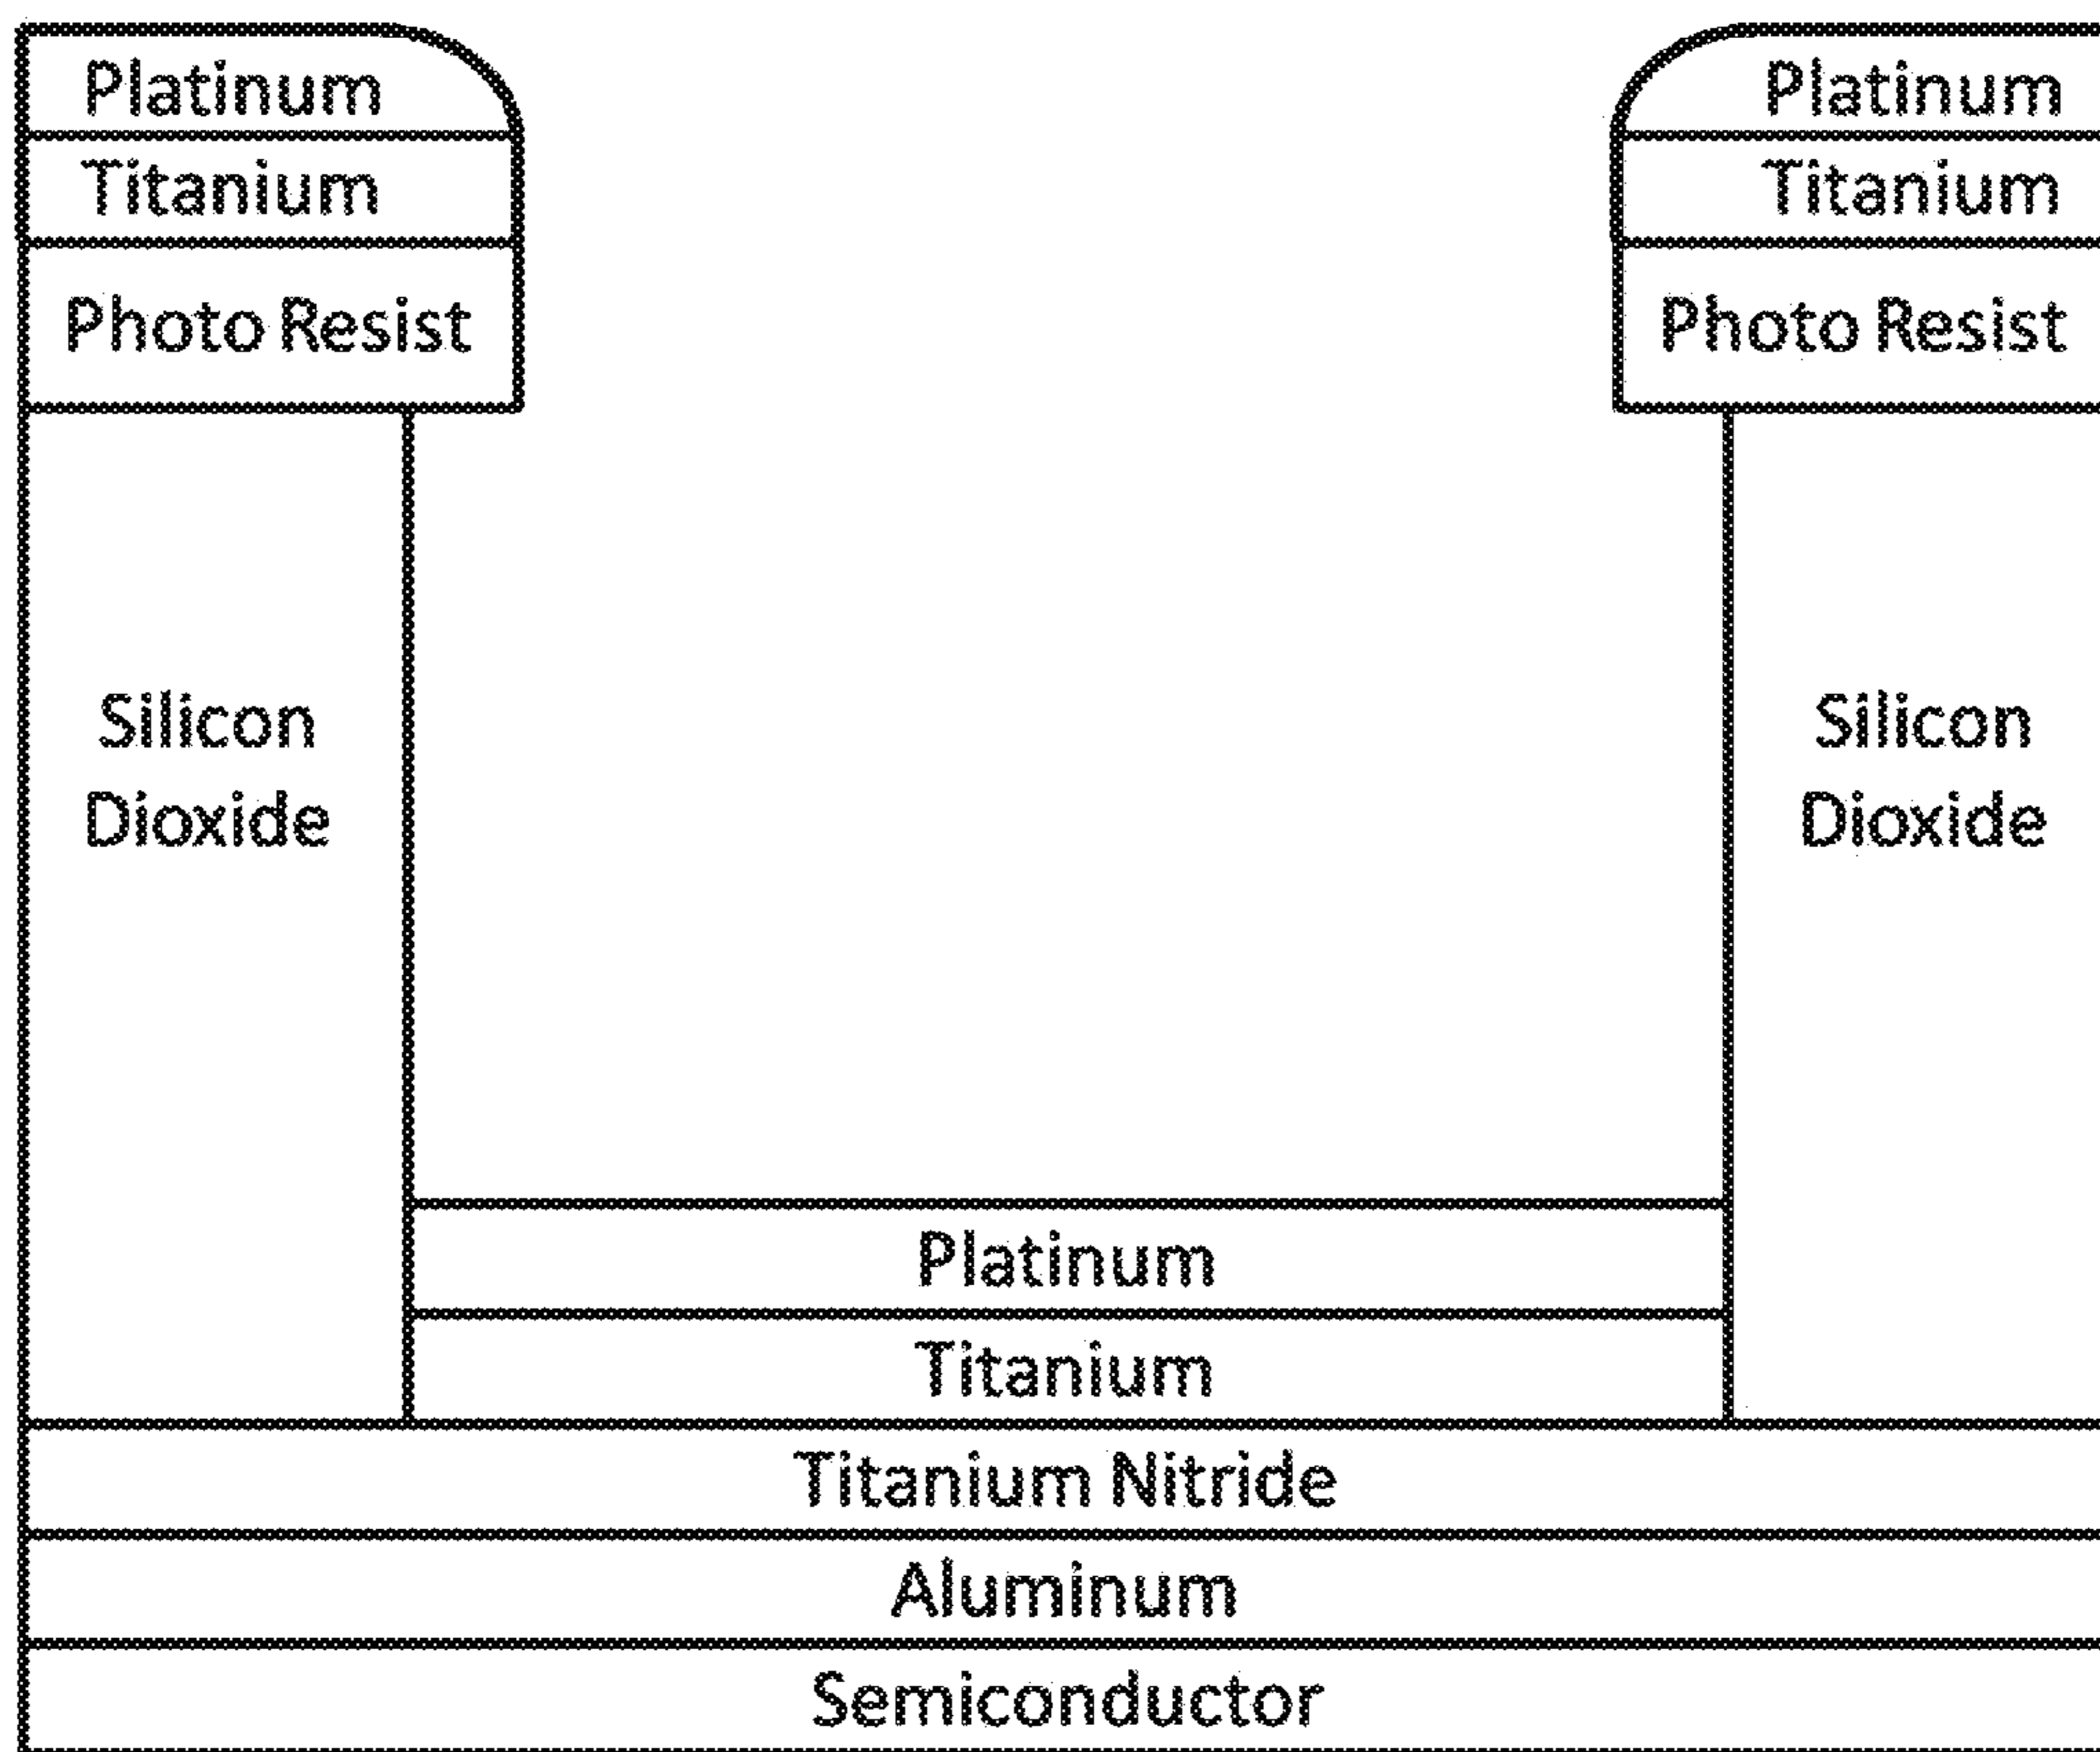 Platinum
Platinum
Titanium
Titanium
Photo Resist
Photo Resist
Silicon
Dioxide
Silicon
Dioxide
Platinum
Titanium
Titanium Nitride
Aluminum
Semiconductor